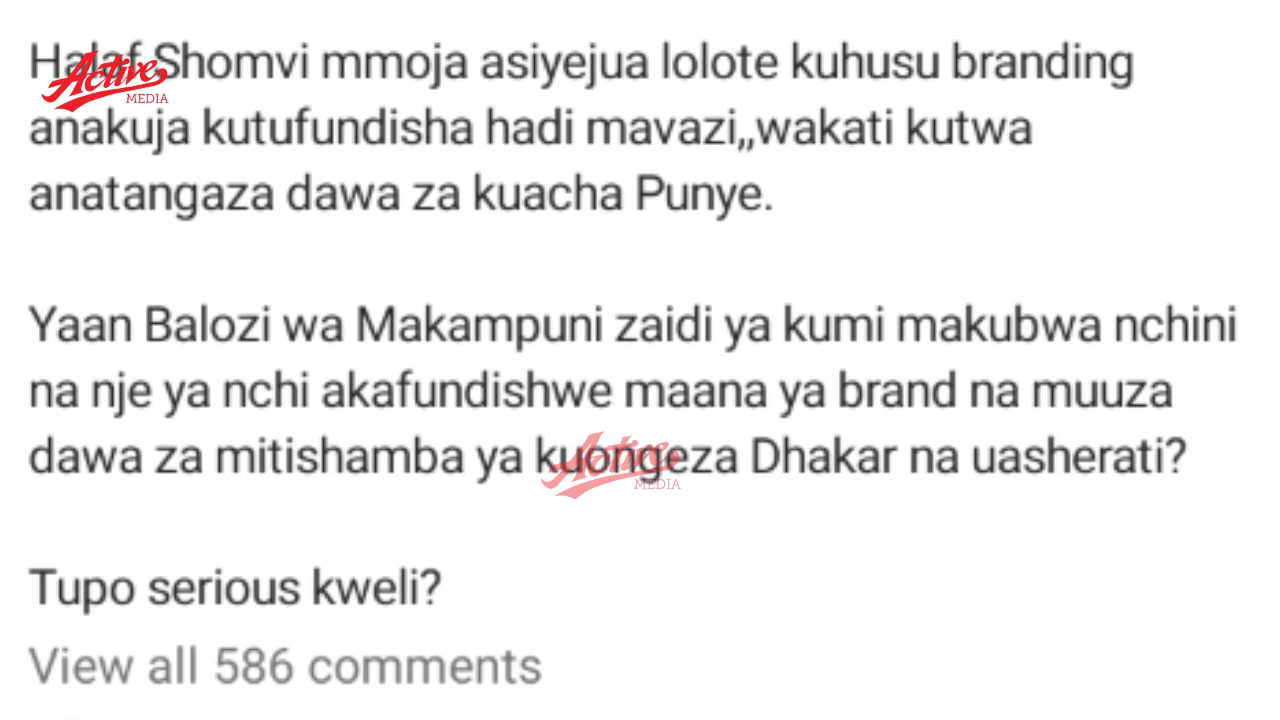 Halaf Shomvi mmoja asiyejua lolote kuhusu branding
Active
MEDIA
anakuja kutufundisha hadi mavazi,,wakati kutwa
anatangaza dawa za kuacha Punye.
Yaan Balozi wa Makampuni zaidi ya kumi makubwa nchini
na nje ya nchi akafundishwe maana ya brand na muuza
dawa za mitishamba ya kuongeza Dhakar na uasherati?
Active
MEDIA
Tupo serious kweli?
View all 586 comments